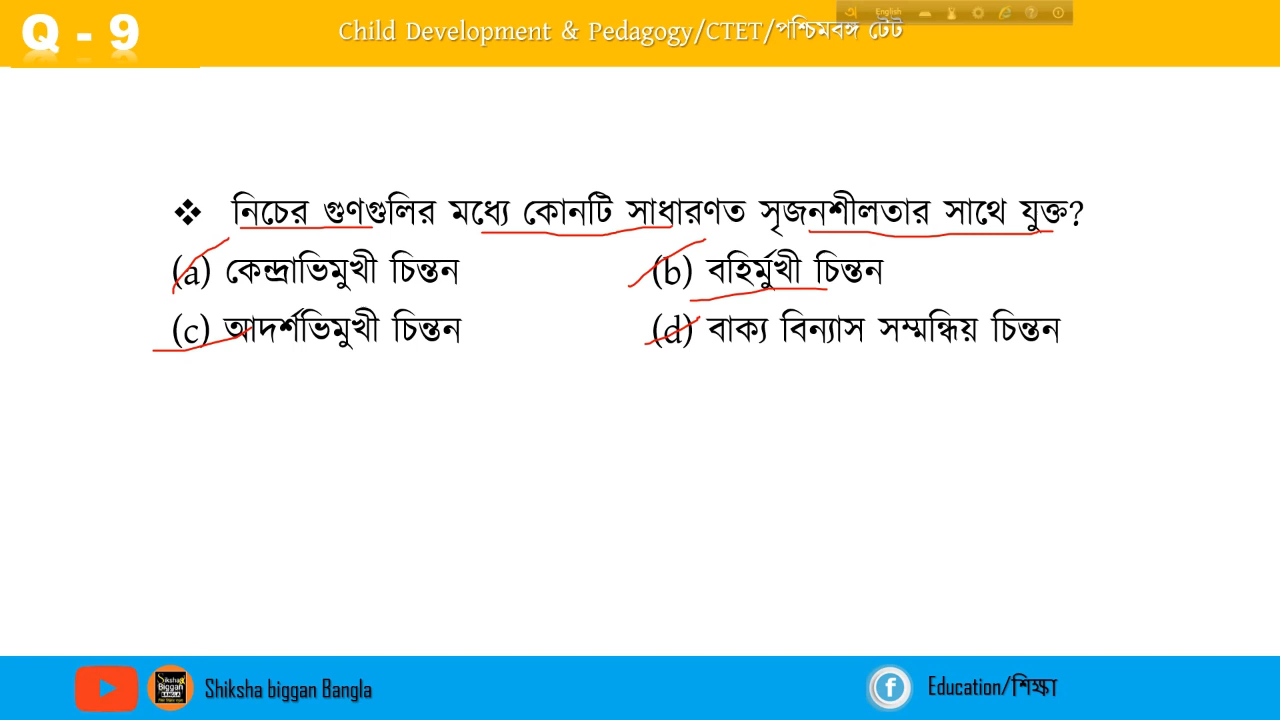 Q - 9
Child Development & Pedagogy/CTET/পশ্চিমবঙ্গ টেট
English
❖ নিচের গুণগুলির মধ্যে কোনটি সাধারণত সৃজনশীলতার সাথে যুক্ত?
(a) কেন্দ্রাভিমুখী চিন্তন (b) বহির্মুখী চিন্তন
(c) আদর্শভিমুখী চিন্তন (d) বাক্য বিন্যাস সম্মন্ধিয় চিন্তন
Shiksha biggan Bangla
Education/শিক্ষা